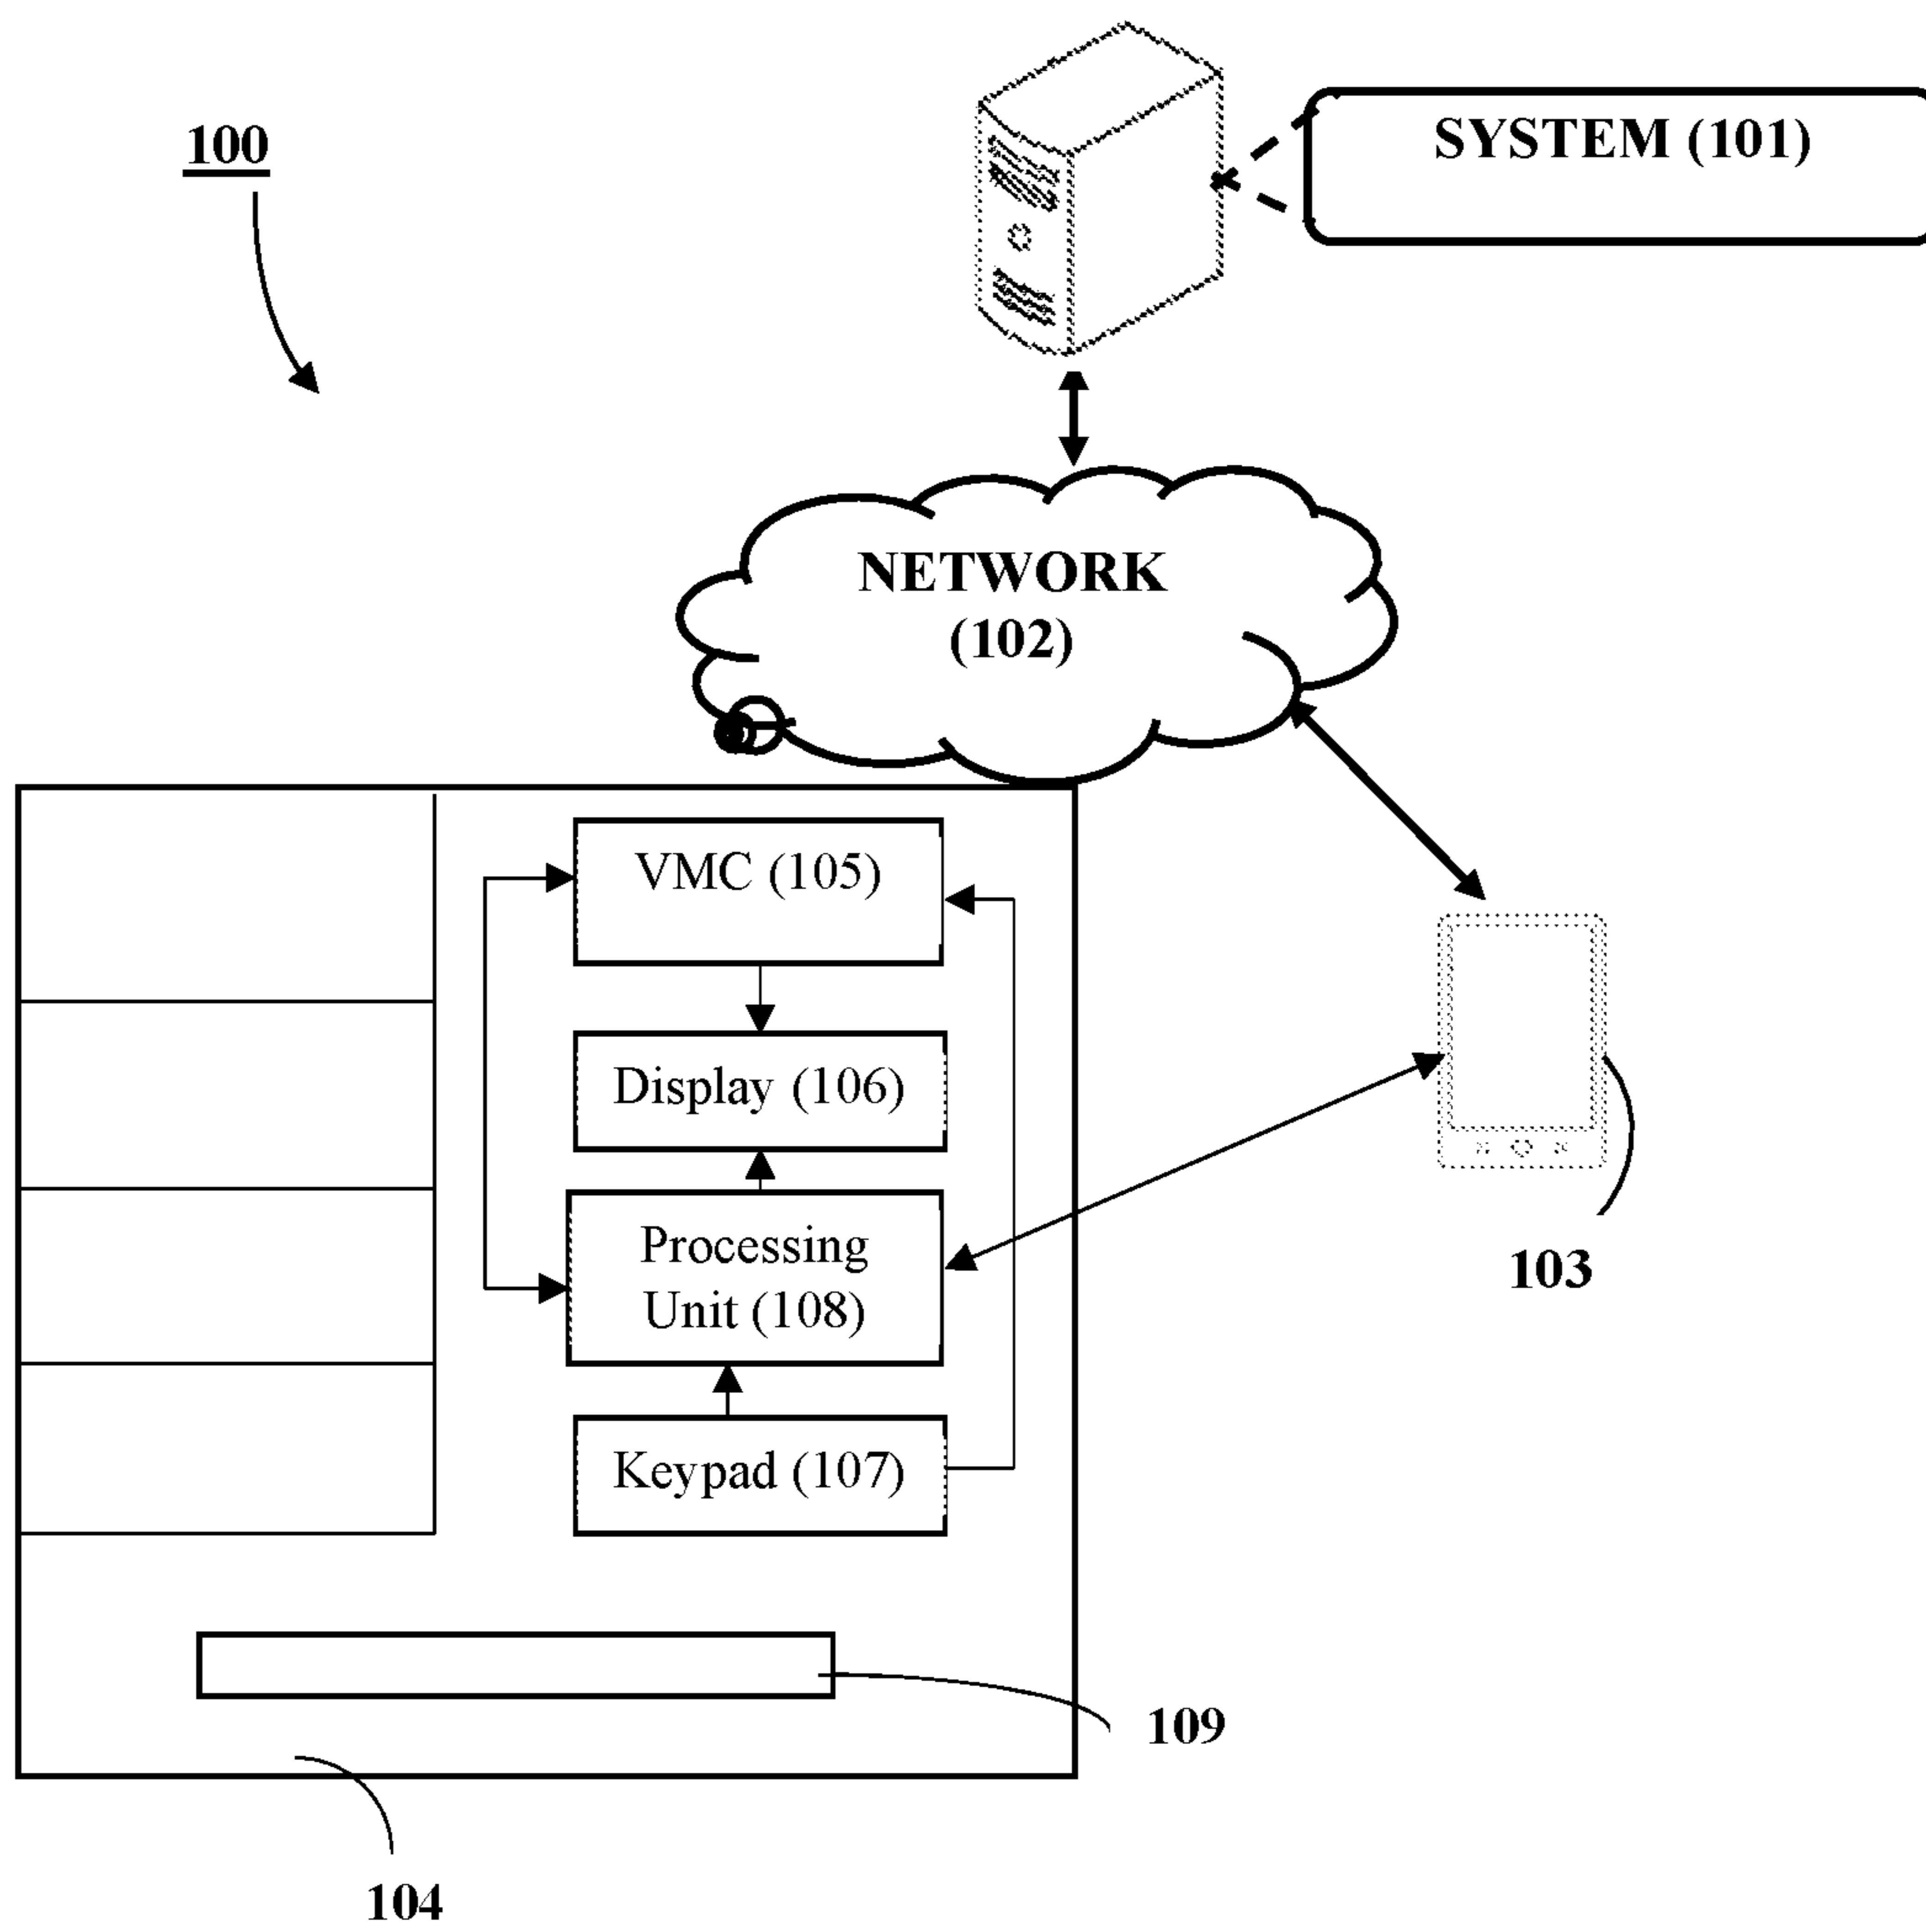 100
SYSTEM (101)
NETWORK
(102)
VMC (105)
Display (106)
Processing
Unit (108)
103
Keypad (107)
109
104